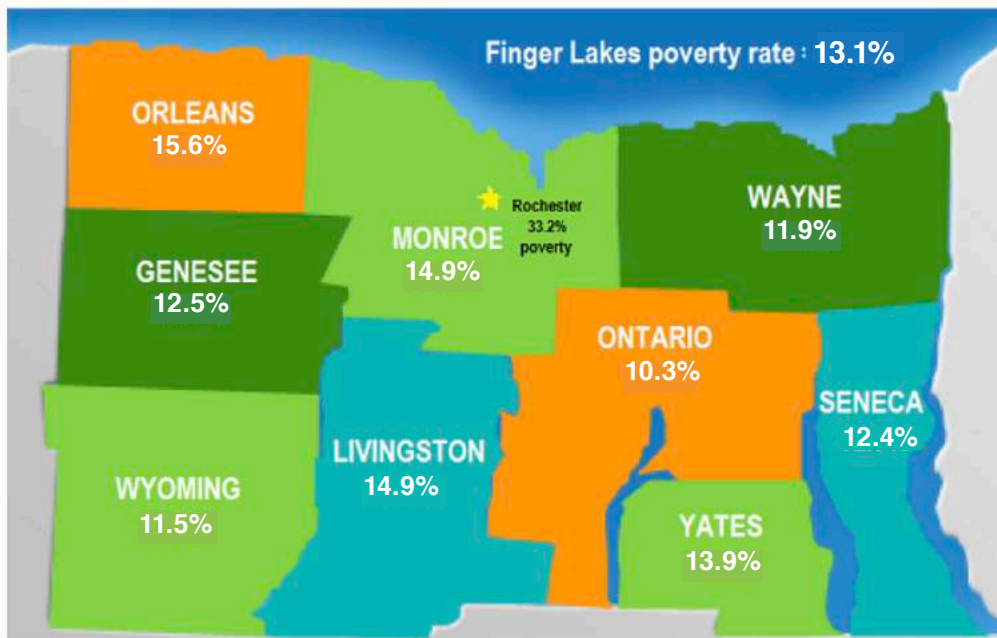 Finger Lakes poverty rate : 13.1%
ORLEANS
15.6%
Rochester
33.2%
poverty
MONROE
14.9%
WAYNE
11.9%
GENESEE
12.5%
ONTARIO
10.3%
SENECA
12.4%
LIVINGSTON
14.9%
WYOMING
11.5%
YATES
13.9%